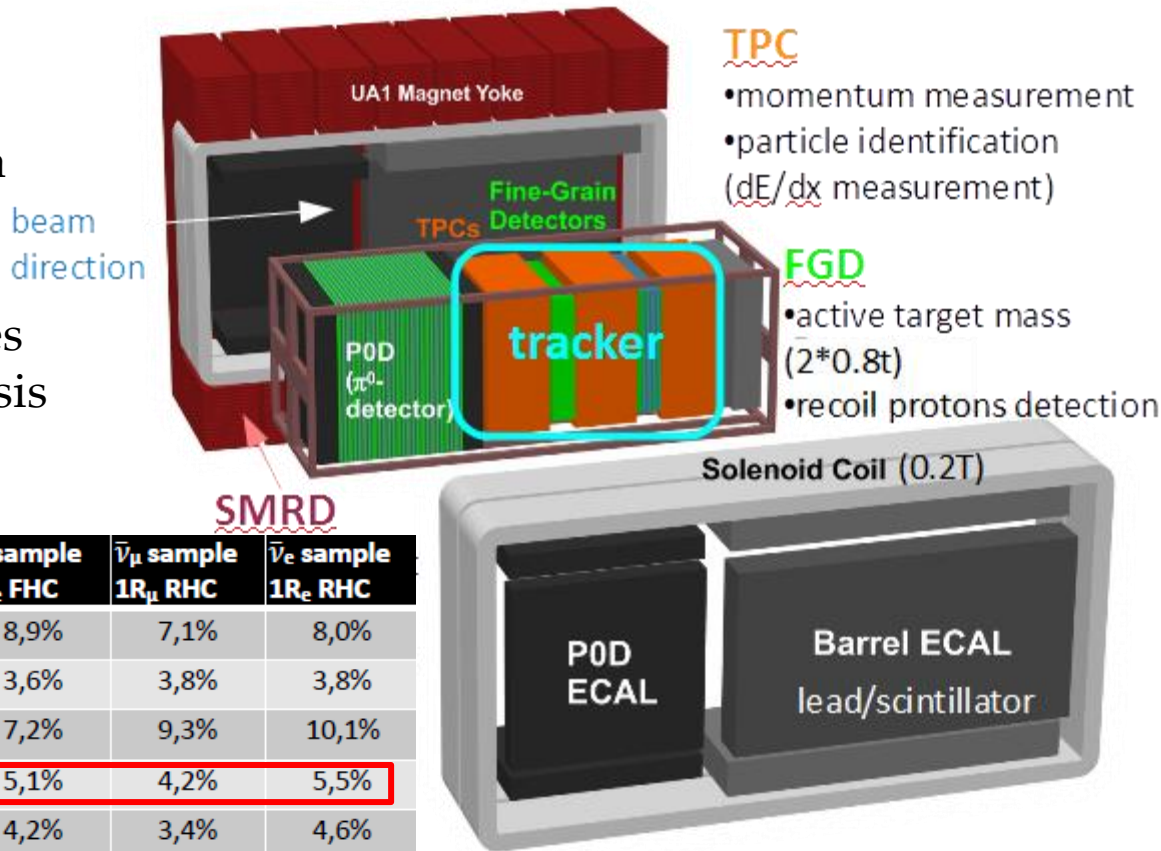 UA1 Magnet Yoke
beam
direction
es
sis
TPCs
Fine-Grain
Detectors
P0D
(π⁰-
detector)
tracker
SMRD
TPC
•momentum measurement
•particle identification
(dE/dx measurement)
FGD
•active target mass
(2*0.8t)
•recoil protons detection
Solenoid Coil (0.2T)
P0D
ECAL
Barrel ECAL
lead/scintillator
sample ν̄μ sample ν̄e sample
e FHC 1Rμ RHC 1Re RHC
8,9% 7,1% 8,0%
3,6% 3,8% 3,8%
7,2% 9,3% 10,1%
5,1% 4,2% 5,5%
4,2% 3,4% 4,6%